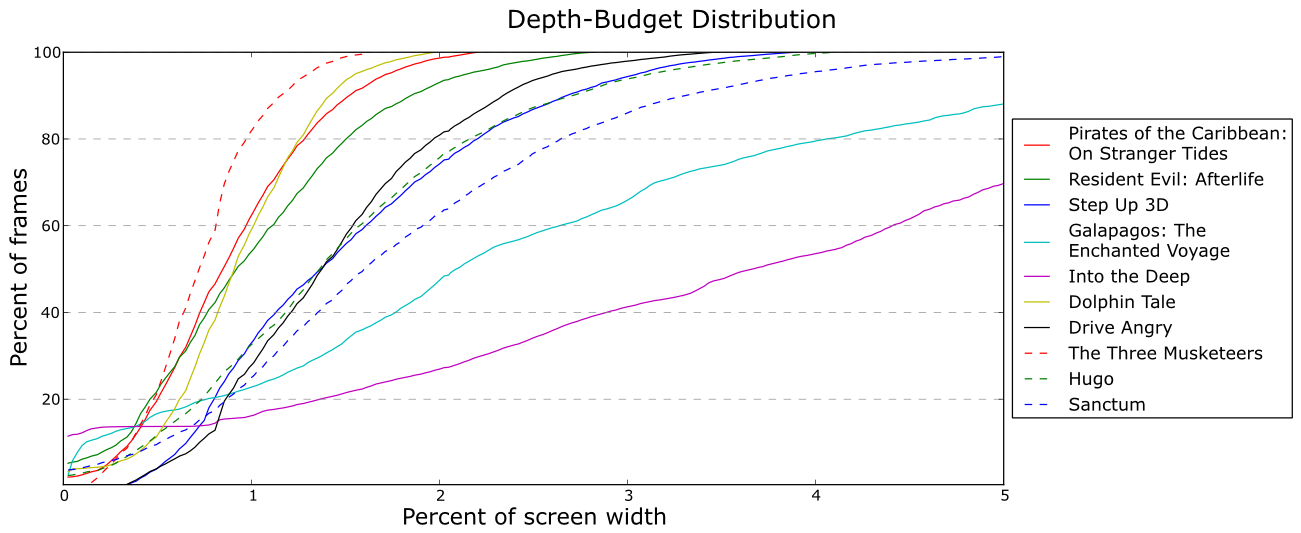 Depth-Budget Distribution
100
80
60
40
20
0 1 2 3 4 5
Percent of frames
Percent of screen width
Pirates of the Caribbean:
On Stranger Tides
Resident Evil: Afterlife
Step Up 3D
Galapagos: The
Enchanted Voyage
Into the Deep
Dolphin Tale
Drive Angry
The Three Musketeers
Hugo
Sanctum